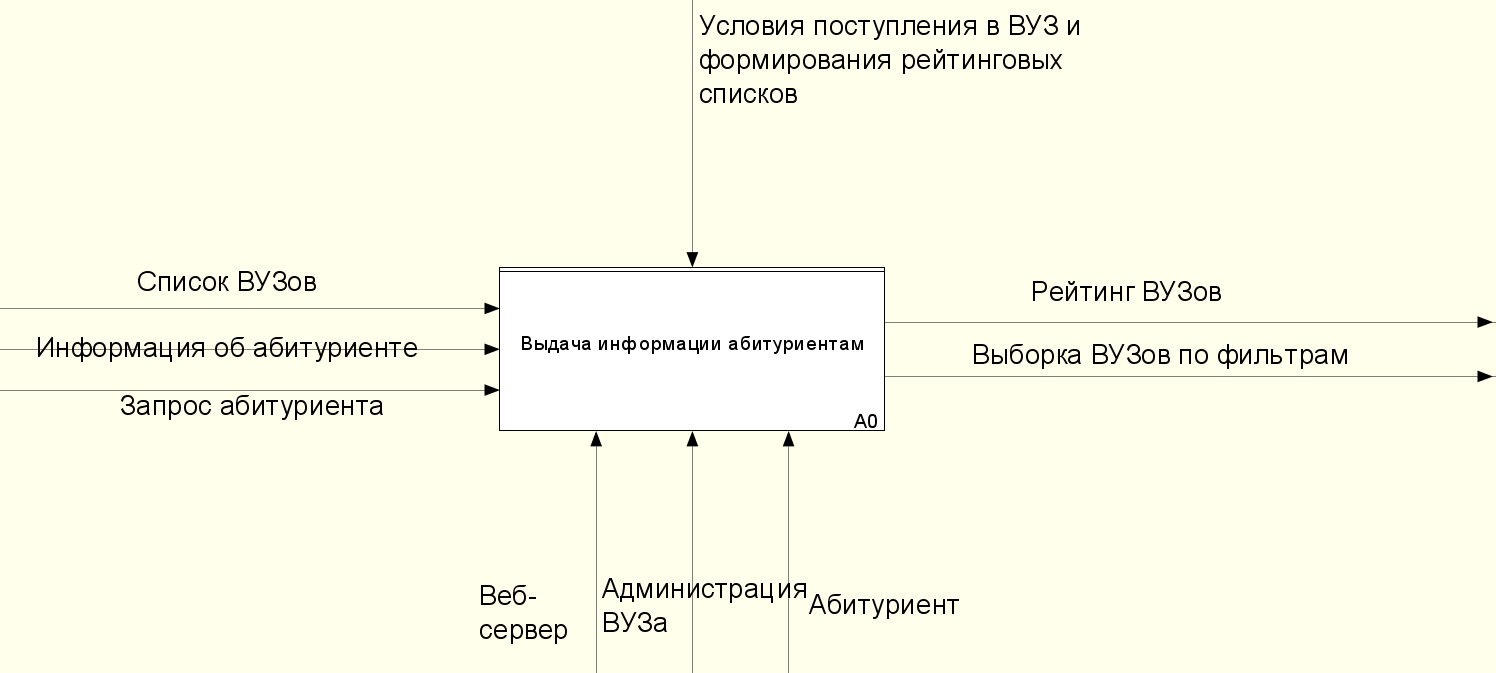 Условия поступления в ВУЗ и
формирования рейтинговых
списков
Список ВУЗов
Информация об абитуриенте
Запрос абитуриента
Выдача информации абитуриентам
A0
Рейтинг ВУЗов
Выборка ВУЗов по фильтрам
Веб-
сервер
Администрация
ВУЗа
Абитуриент